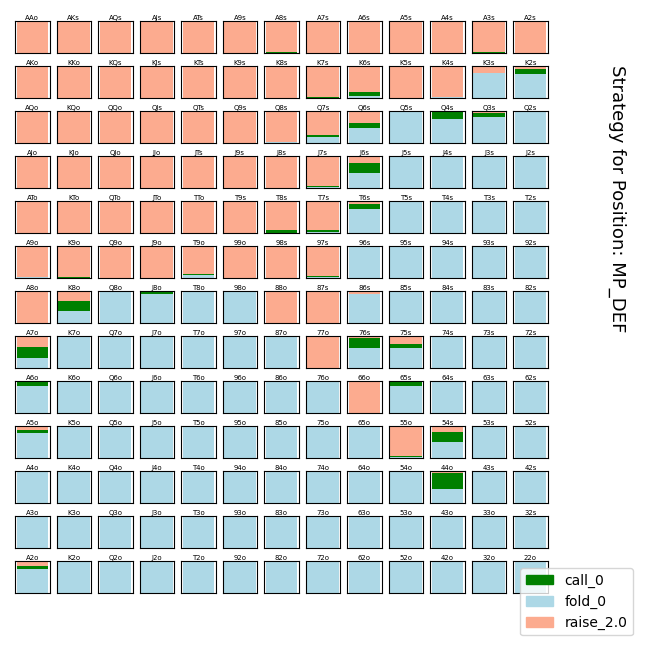 AAo AKs AQs AJs ATs A9s A8s A7s A6s A5s A4s A3s A2s
AKo KKo KQs KJs KTs K9s K8s K7s K6s K5s K4s K3s K2s
AQo KQo QQo QJs QTs Q9s Q8s Q7s Q6s Q5s Q4s Q3s Q2s
AJo KJo QJo JJo JTs J9s J8s J7s J6s J5s J4s J3s J2s
ATo KTo QTo JTo TTo T9s T8s T7s T6s T5s T4s T3s T2s
A9o K9o Q9o J9o T9o 99o 98s 97s 96s 95s 94s 93s 92s
A8o K8o Q8o J8o T8o 98o 88o 87s 86s 85s 84s 83s 82s
A7o K7o Q7o J7o T7o 97o 87o 77o 76s 75s 74s 73s 72s
A6o K6o Q6o J6o T6o 96o 86o 76o 66o 65s 64s 63s 62s
A5o K5o Q5o J5o T5o 95o 85o 75o 65o 55o 54s 53s 52s
A4o K4o Q4o J4o T4o 94o 84o 74o 64o 54o 44o 43s 42s
A3o K3o Q3o J3o T3o 93o 83o 73o 63o 53o 43o 33o 32s
A2o K2o Q2o J2o T2o 92o 82o 72o 62o 52o 42o 32o 22o
Strategy for Position: MP_DEF
call_0
fold_0
raise_2.0